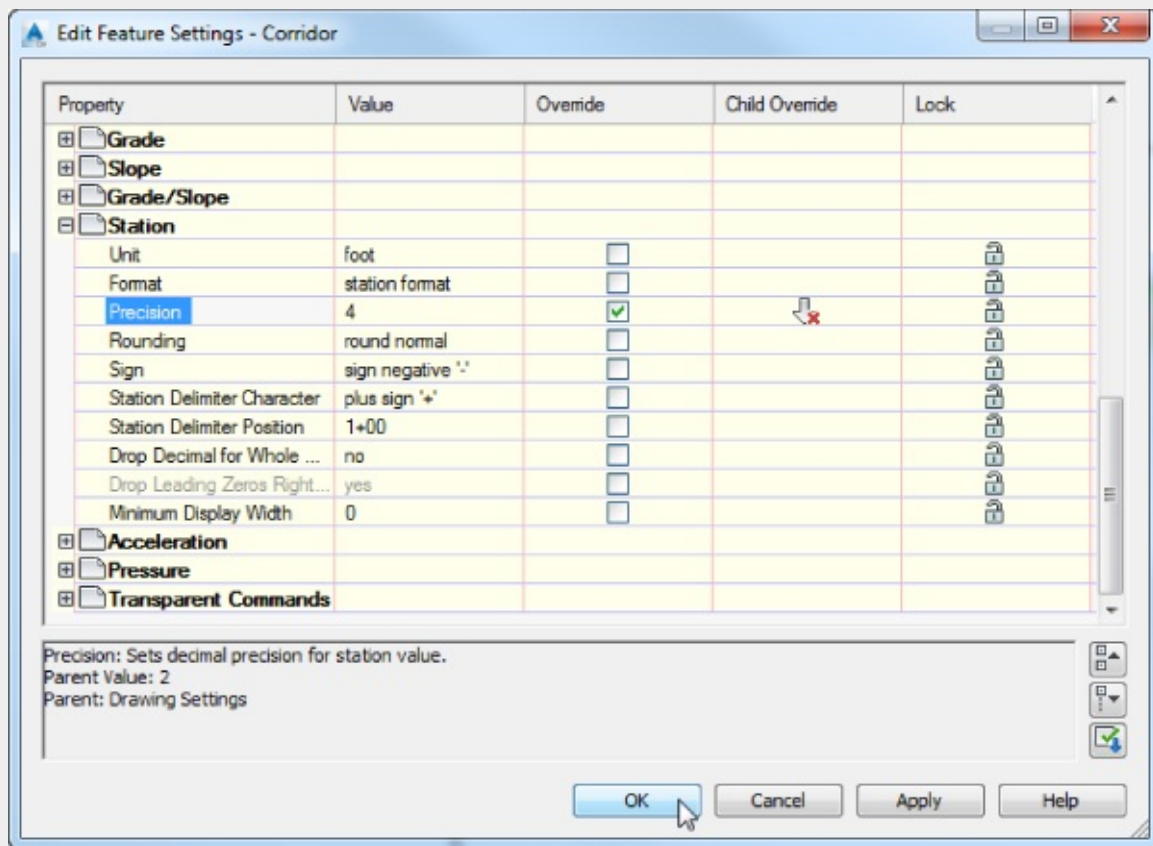 Edit Feature Settings - Corridor
Property Value Override Child Override Lock
Grade
Slope
Grade/Slope
Station
Unit foot
Format station format
Precision 4
Rounding round normal
Sign sign negative '-'
Station Delimiter Character plus sign '+'
Station Delimiter Position 1+00
Drop Decimal for Whole ... no
Drop Leading Zeros Right... yes
Minimum Display Width 0
Acceleration
Pressure
Transparent Commands
Precision: Sets decimal precision for station value.
Parent Value: 2
Parent: Drawing Settings
OK Cancel Apply Help